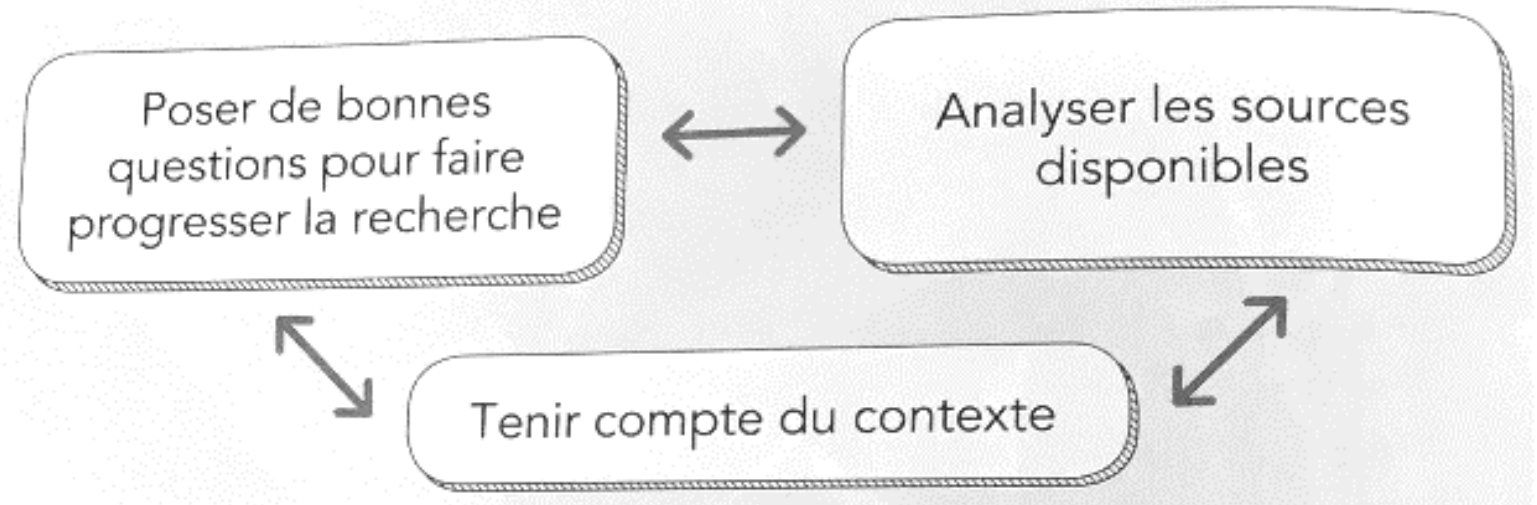 Poser de bonnes
questions pour faire
progresser la recherche
Analyser les sources
disponibles
Tenir compte du contexte